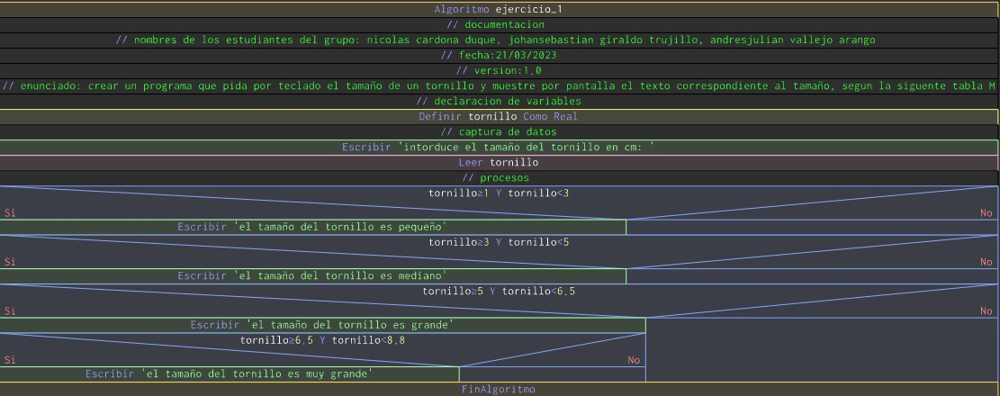 Algoritmo ejercicio_1
// documentacion
// nombres de los estudiantes del grupo: nicolas cardona duque, johansebastian giraldo trujillo, andresjulian vallejo arango
// fecha:21/03/2023
// version:1.0
// enunciado: crear un programa que pida por teclado el tamaño de un tornillo y muestre por pantalla el texto correspondiente al tamaño, segun la siguente tabla M
// declaracion de variables
Definir tornillo Como Real
// captura de datos
Escribir 'intorduce el tamaño del tornillo en cm: '
Leer tornillo
// procesos
tornillo≥1 Y tornillo<3
Sí No
Escribir 'el tamaño del tornillo es pequeño'
tornillo≥3 Y tornillo<5
Sí No
Escribir 'el tamaño del tornillo es mediano'
tornillo≥5 Y tornillo<6.5
Sí No
Escribir 'el tamaño del tornillo es grande'
tornillo≥6.5 Y tornillo<8.8
Sí No
Escribir 'el tamaño del tornillo es muy grande'
FinAlgoritmo